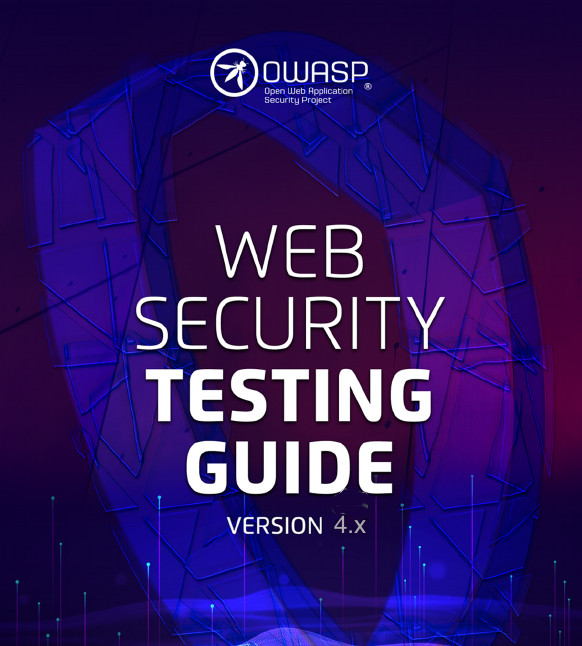 OWASP
Open Web Application
Security Project
®
WEB
SECURITY
TESTING
GUIDE
VERSION 4.x